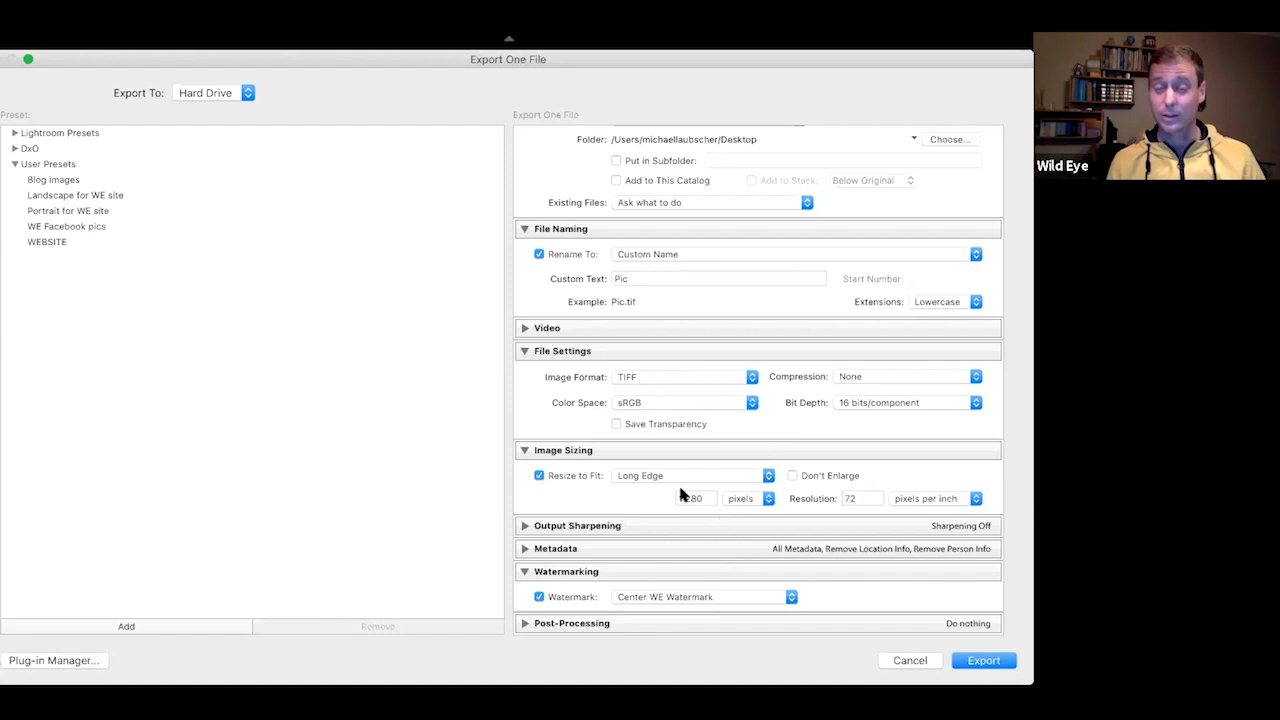 Export One File
Export To: Hard Drive
Preset:
Lightroom Presets
DxO
User Presets
Blog images
Landscape for WE site
Portrait for WE site
WE Facebook pics
WEBSITE
Add
Remove
Plug-in Manager...
Export One File
Folder: /Users/michaellaubscher/Desktop Choose...
Put in Subfolder:
Add to This Catalog Add to Stack: Below Original
Existing Files: Ask what to do
File Naming
Rename To: Custom Name
Custom Text: Pic Start Number:
Example: Pic.tif Extensions: Lowercase
Video
File Settings
Image Format: TIFF Compression: None
Color Space: sRGB Bit Depth: 16 bits/component
Save Transparency
Image Sizing
Resize to Fit: Long Edge Don't Enlarge
pixels Resolution: 72 pixels per inch
Output Sharpening Sharpening Off
Metadata All Metadata, Remove Location Info, Remove Person Info
Watermarking
Watermark: Center WE Watermark
Post-Processing Do nothing
Cancel Export
Wild Eye